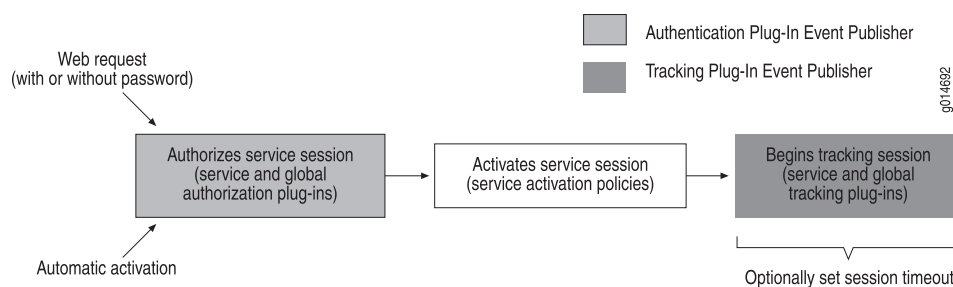 Authentication Plug-In Event Publisher
Tracking Plug-In Event Publisher
g014692
Web request
(with or without password)
Authorizes service session
(service and global
authorization plug-ins)
Activates service session
(service activation policies)
Begins tracking session
(service and global
tracking plug-ins)
Automatic activation
Optionally set session timeout